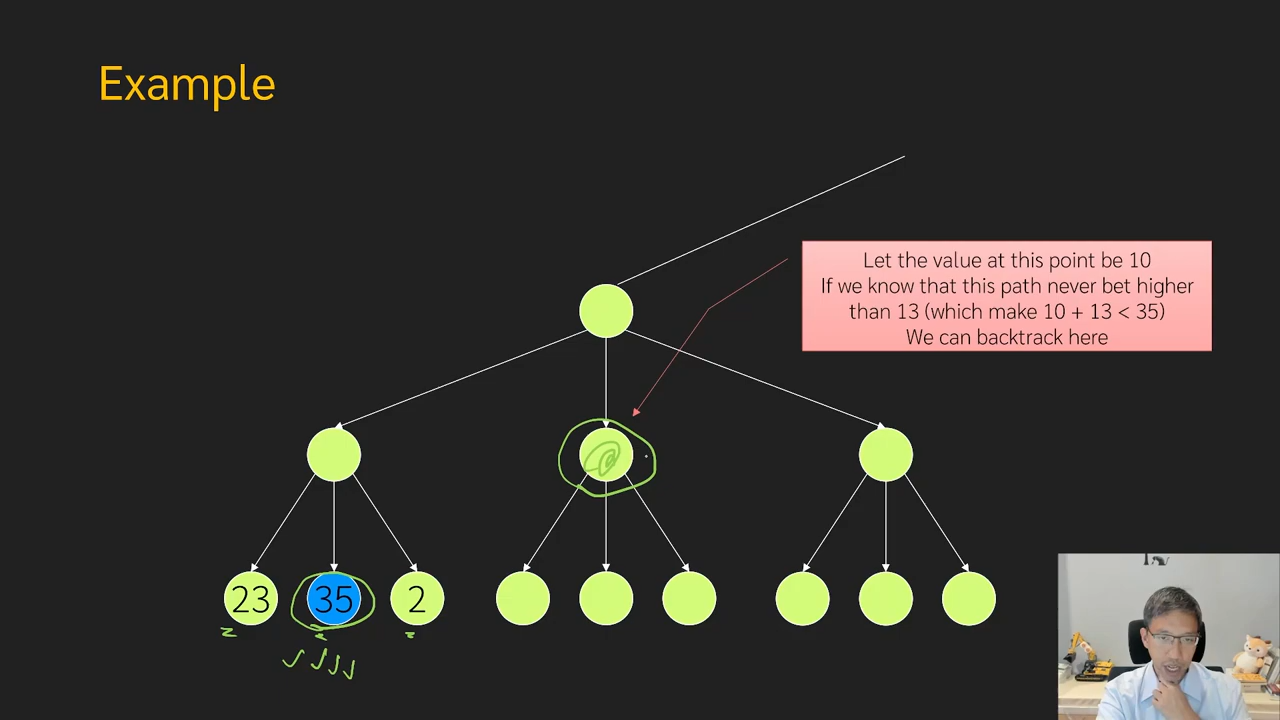 Example
Let the value at this point be 10
If we know that this path never bet higher
than 13 (which make 10 + 13 < 35)
We can backtrack here
23
35
2